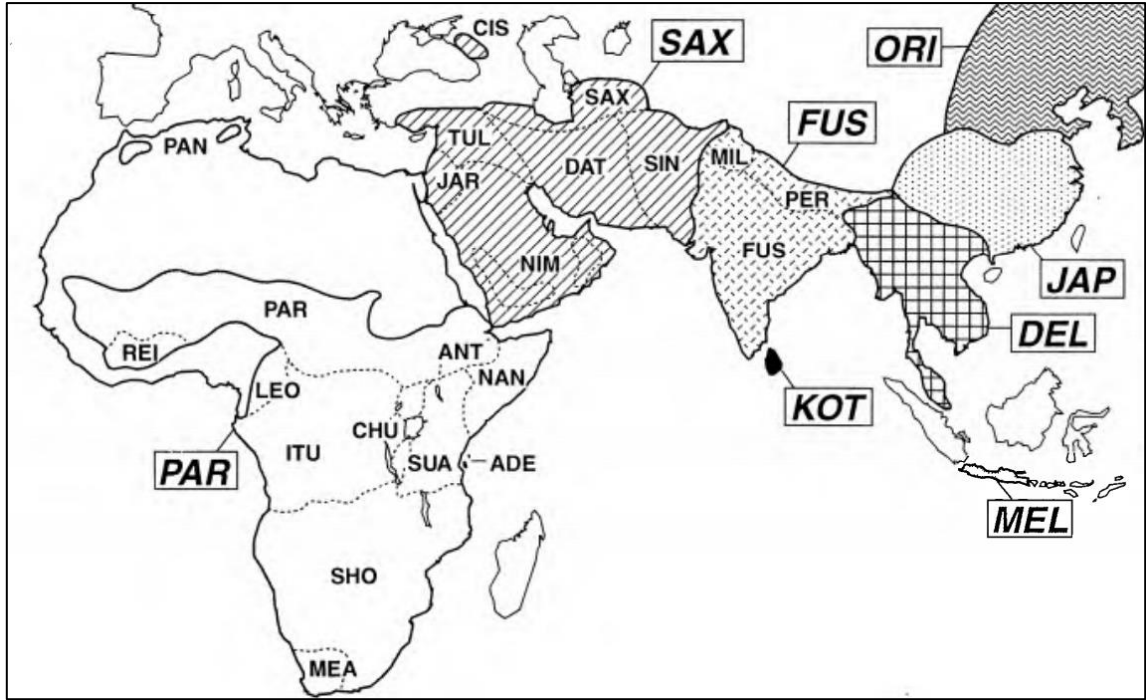 CIS
SAX
ORI
SAX
FUS
PAN
TUL
DAT
SIN
MIL
JAR
PER
NIM
FUS
JAP
PAR
DEL
REI
ANT
LEO
NAN
KOT
CHU
ITU
SUA
ADE
PAR
MEL
SHO
MEA